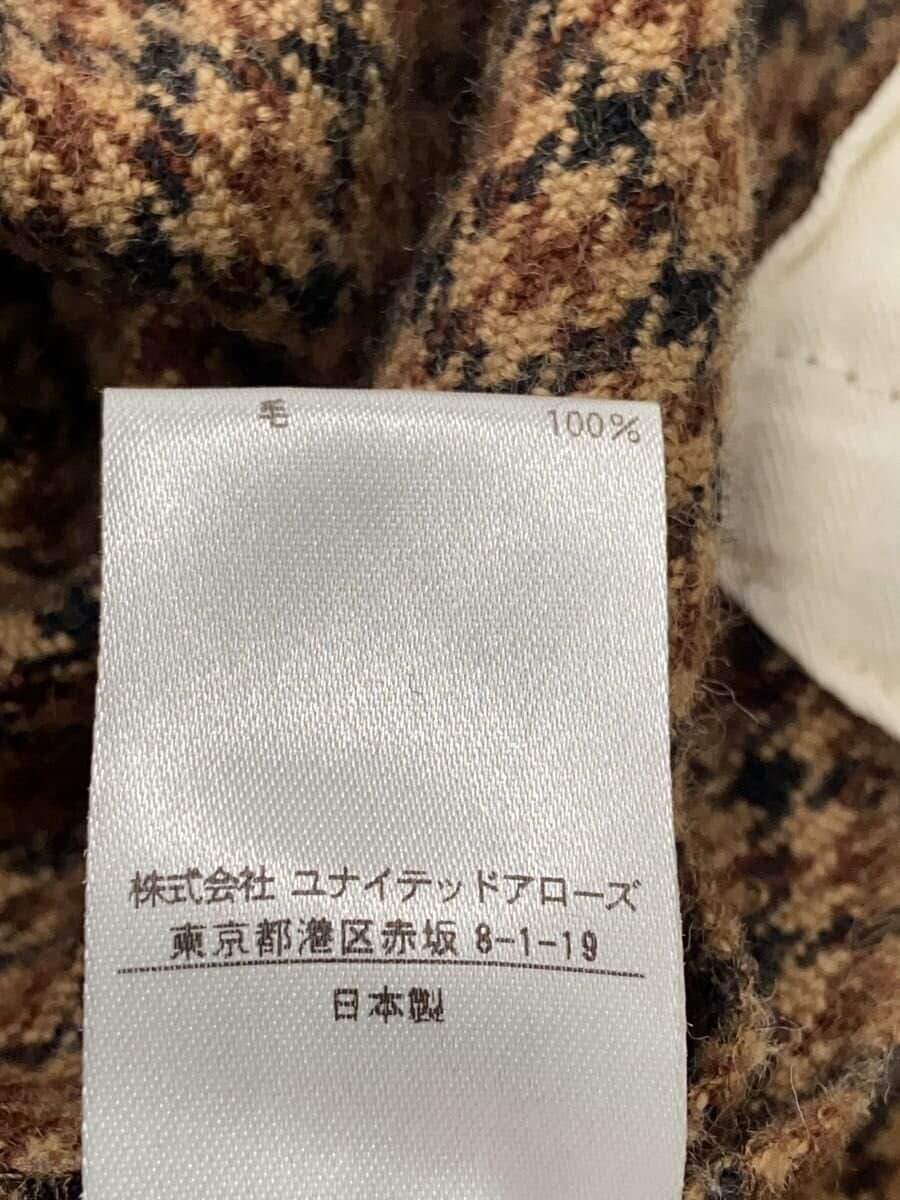 毛 100%
株式会社 ユナイテッドアローズ
東京都港区赤坂 8-1-19
日本製